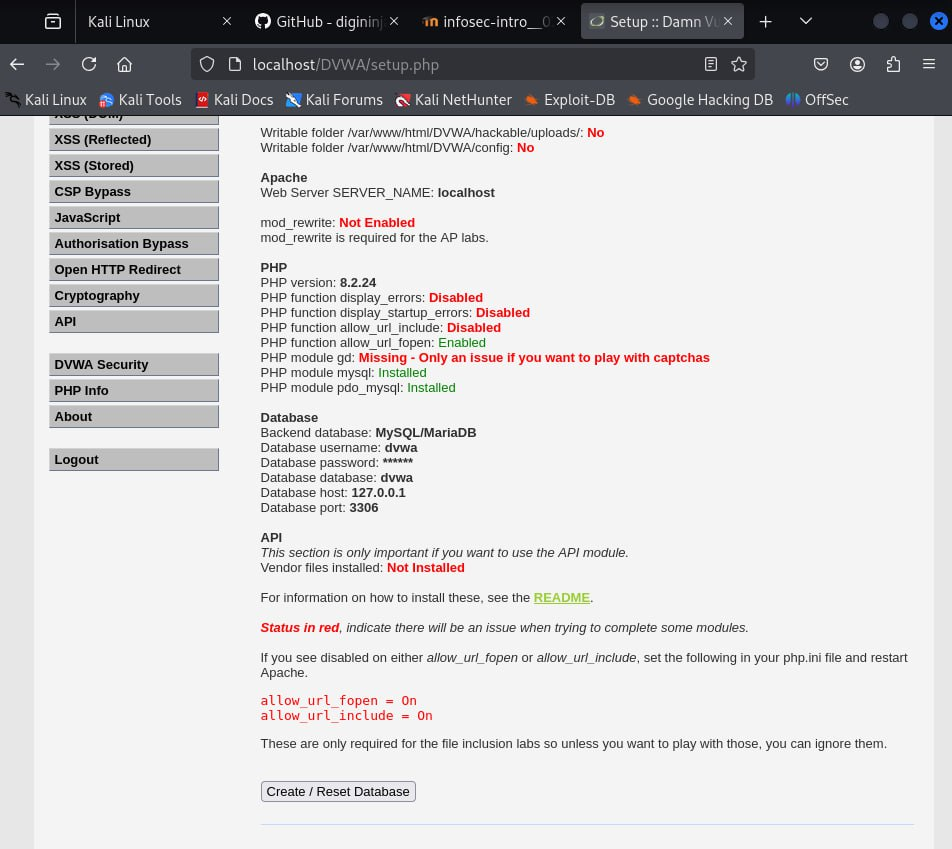 Kali Linux
GitHub - digininj
infosec-intro__0
Setup :: Damn Vu
localhost/DVWA/setup.php
Kali Linux
Kali Tools
Kali Docs
Kali Forums
Kali NetHunter
Exploit-DB
Google Hacking DB
OffSec
XSS (DOM)
XSS (Reflected)
XSS (Stored)
CSP Bypass
JavaScript
Authorisation Bypass
Open HTTP Redirect
Cryptography
API
DVWA Security
PHP Info
About
Logout
Writable folder /var/www/html/DVWA/hackable/uploads/: No
Writable folder /var/www/html/DVWA/config: No
Apache
Web Server SERVER_NAME: localhost
mod_rewrite: Not Enabled
mod_rewrite is required for the AP labs.
PHP
PHP version: 8.2.24
PHP function display_errors: Disabled
PHP function display_startup_errors: Disabled
PHP function allow_url_include: Disabled
PHP function allow_url_fopen: Enabled
PHP module gd: Missing - Only an issue if you want to play with captchas
PHP module mysql: Installed
PHP module pdo_mysql: Installed
Database
Backend database: MySQL/MariaDB
Database username: dvwa
Database password: ******
Database database: dvwa
Database host: 127.0.0.1
Database port: 3306
API
This section is only important if you want to use the API module.
Vendor files installed: Not Installed
For information on how to install these, see the README.
Status in red, indicate there will be an issue when trying to complete some modules.
If you see disabled on either allow_url_fopen or allow_url_include, set the following in your php.ini file and restart
Apache.
allow_url_fopen = On
allow_url_include = On
These are only required for the file inclusion labs so unless you want to play with those, you can ignore them.
Create / Reset Database